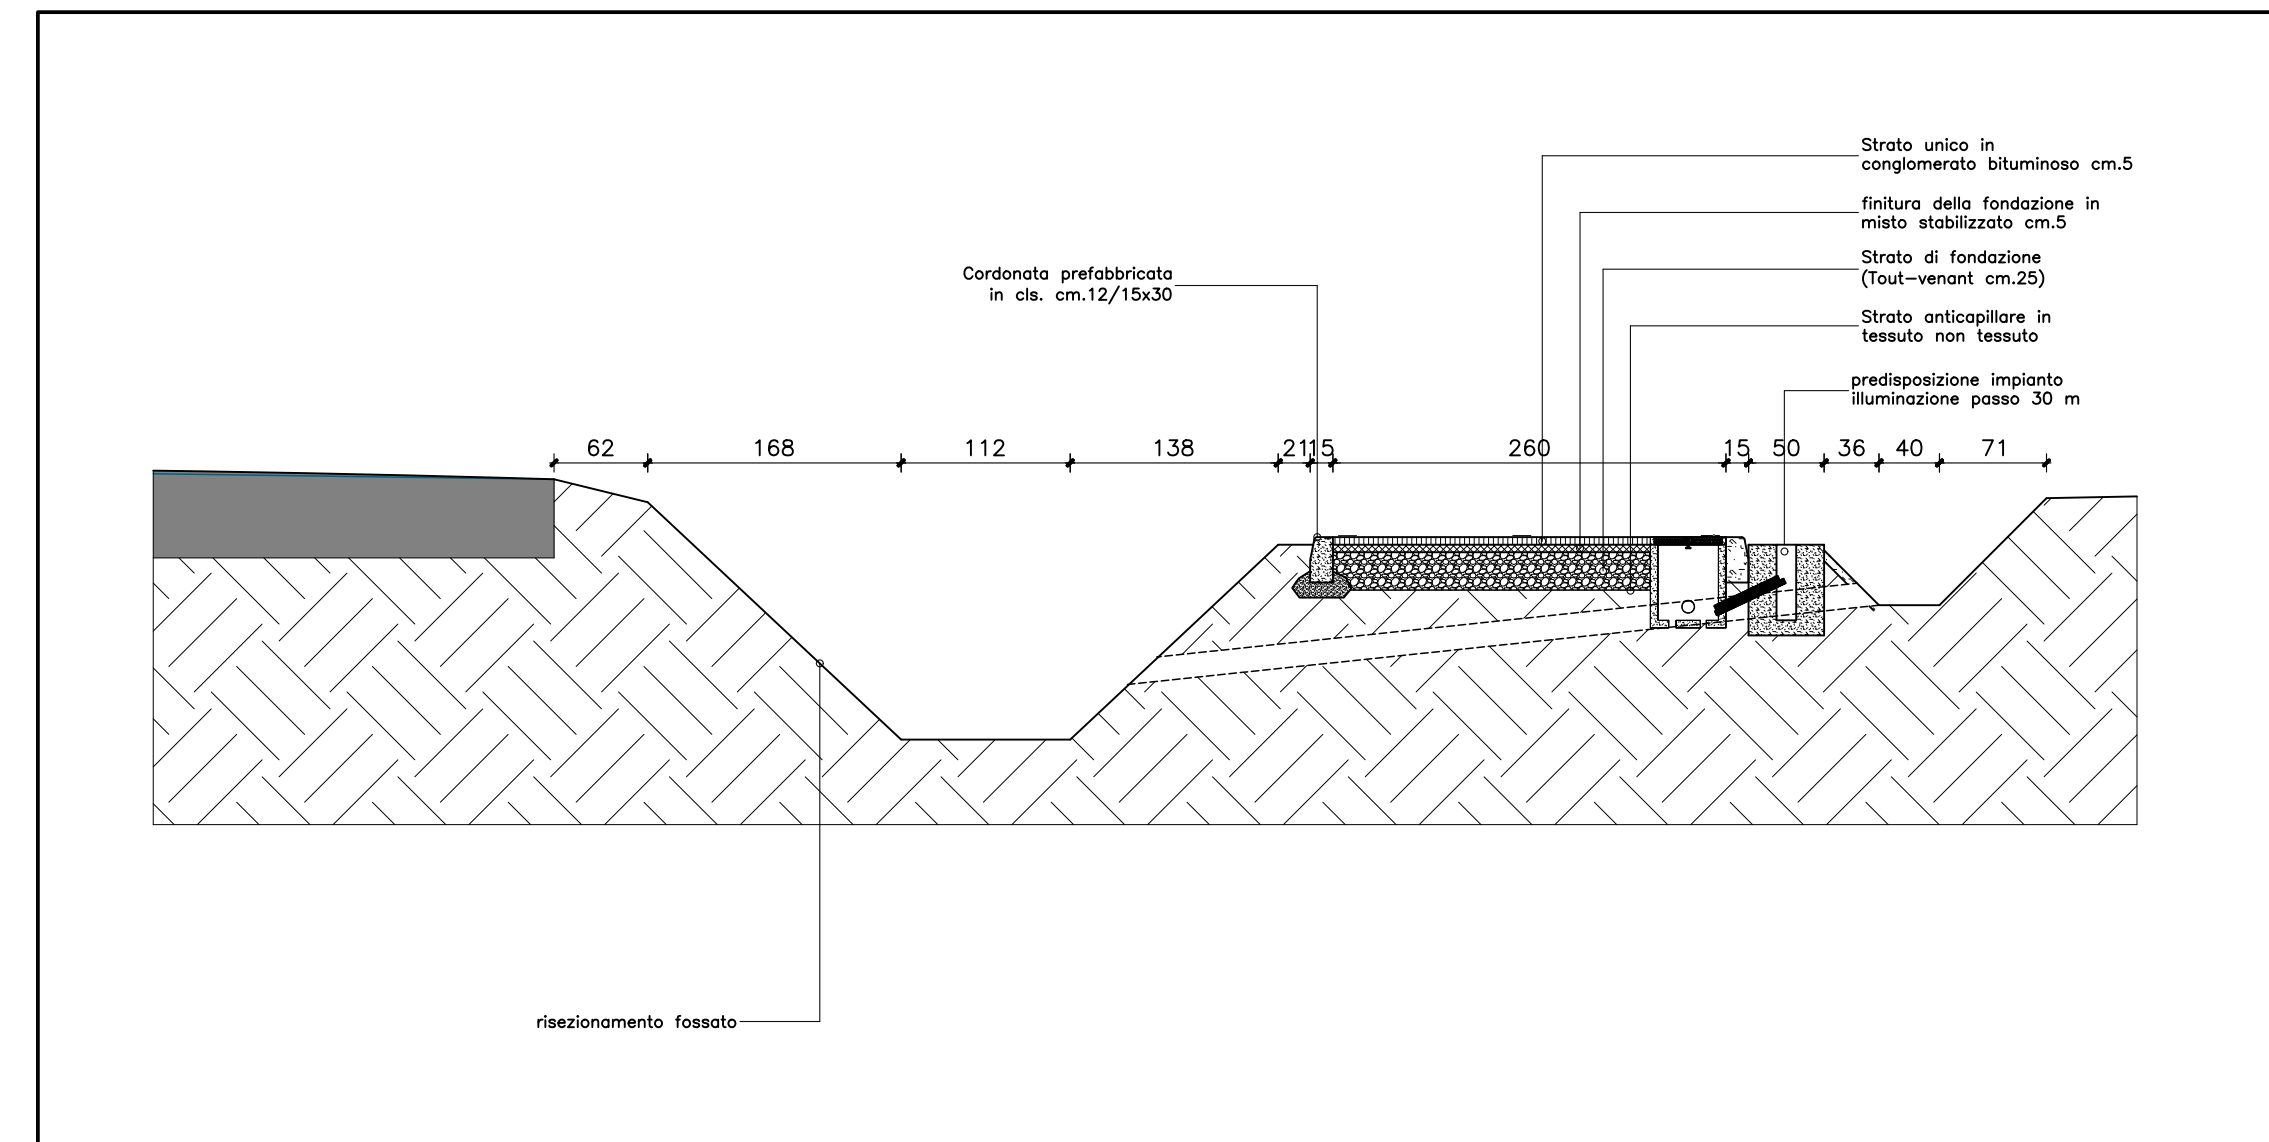 Strato unico in
conglomerato bituminoso cm.5
finitura della fondazione in
misto stabilizzato cm.5
Strato di fondazione
(Tout-venant cm.25)
Cordonata prefabbricata
in cls. cm.12/15x30
Strato anticapillare in
tessuto non tessuto
predisposizione impianto
illuminazione passo 30 m
62 168 112 138 21 15 260 15 50 36 40 71
risezionamento fossato